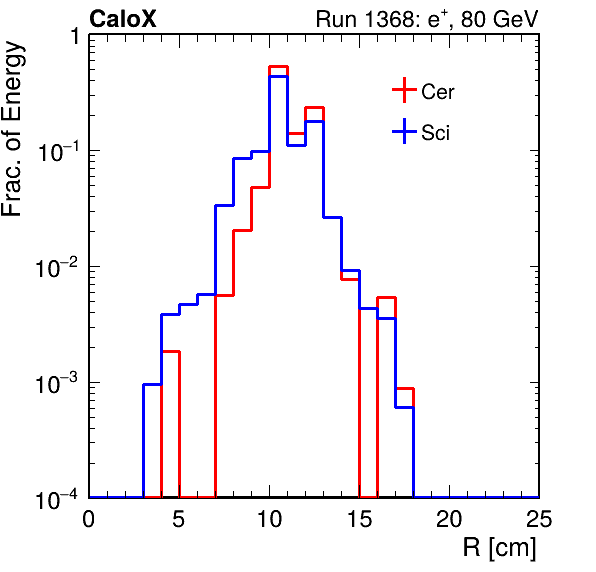 CaloX Run 1368: e⁺, 80 GeV
Frac. of Energy
1
10⁻¹
10⁻²
10⁻³
10⁻⁴
Cer
Sci
0 5 10 15 20 25
R [cm]